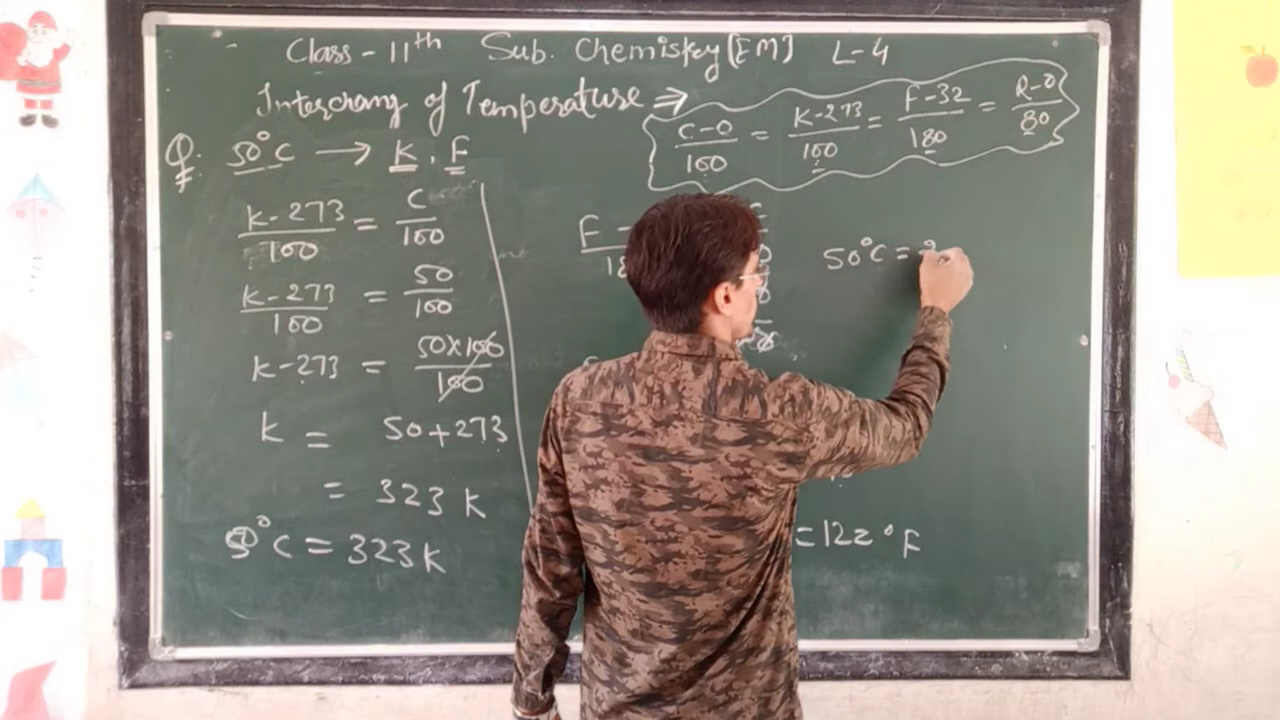 Class - 11th Sub. Chemistry [EM] L-4
Interchang of Temperature ⇒
C-0/100 = K-273/100 = F-32/180 = R-0/80
Q. 50°C → K, F
K-273/100 = C/100
K-273/100 = 50/100
K-273 = 50×100/100
K = 50+273
= 323 K
50°C = 323K
F -
50°C =
= 122°F